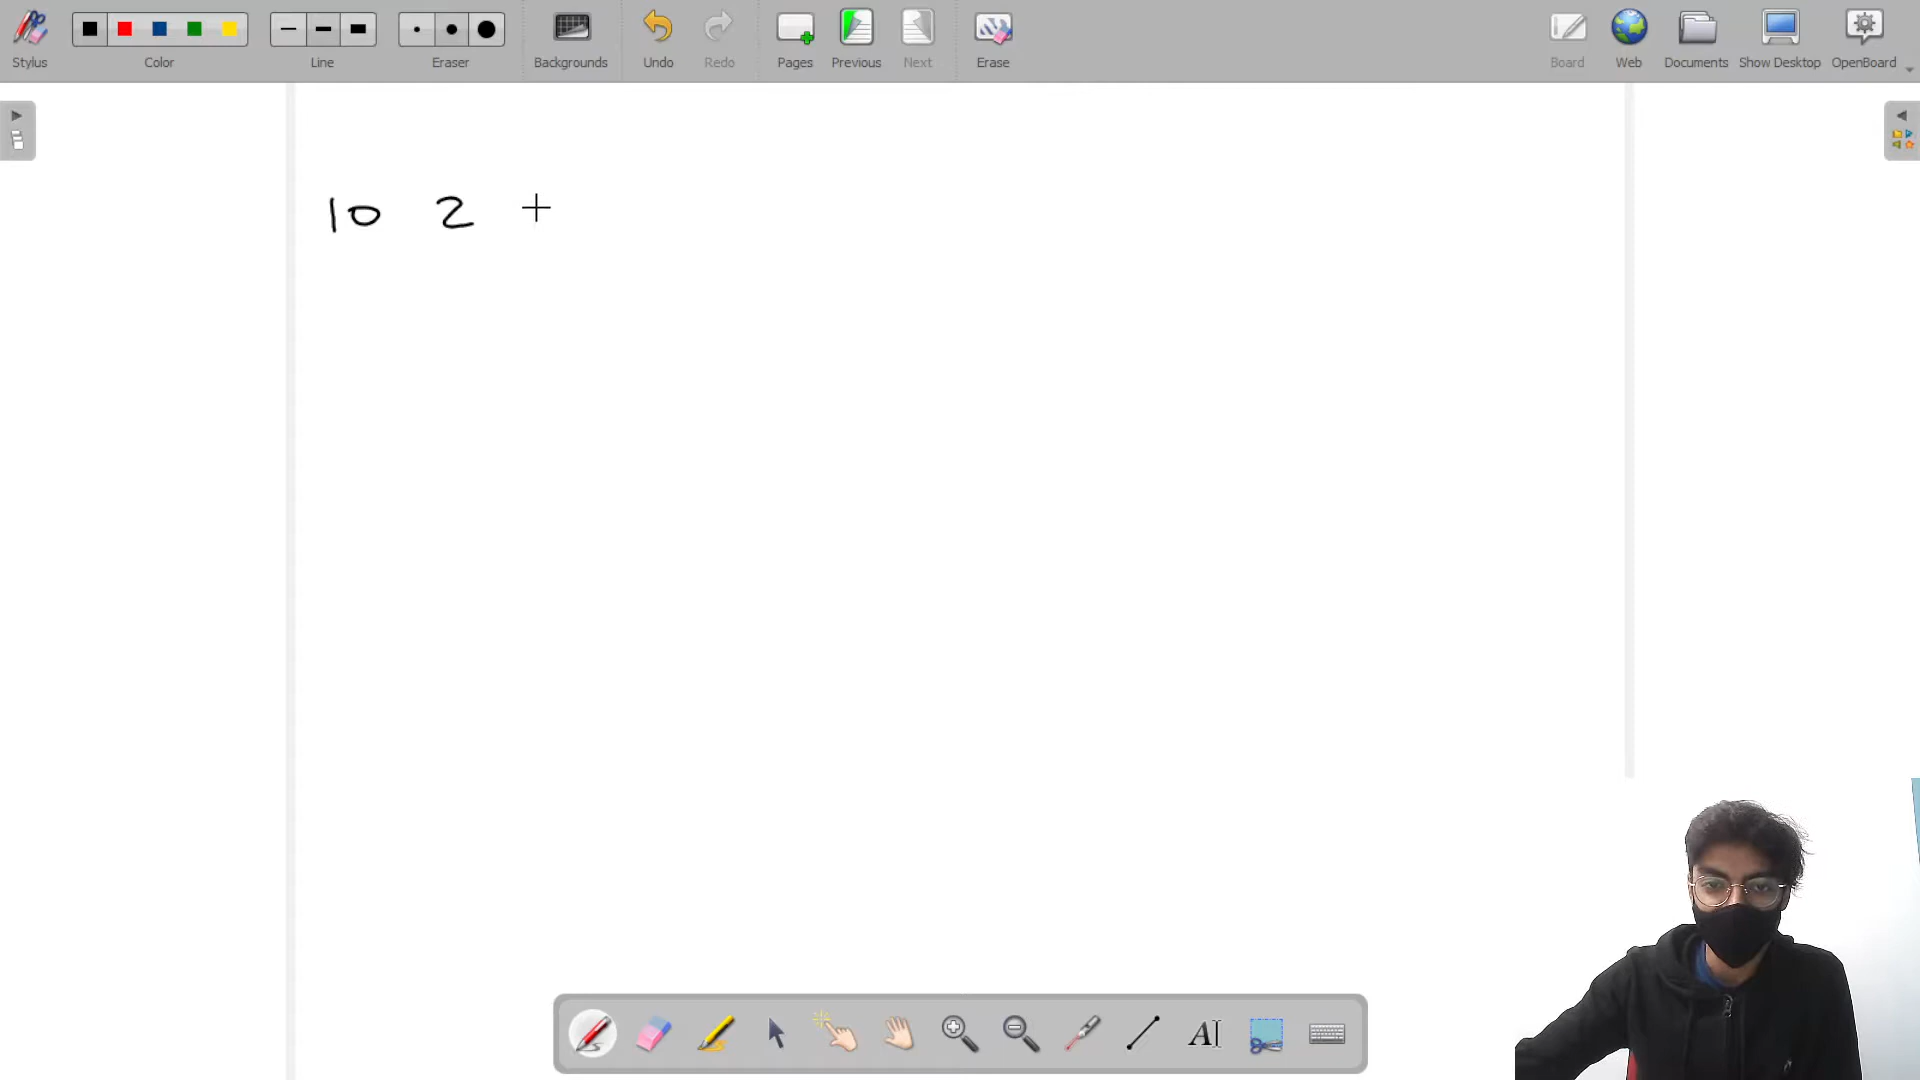 Stylus Color Line Eraser Backgrounds Undo Redo Pages Previous Next Erase Board Web Documents Show Desktop OpenBoard
10 2
A